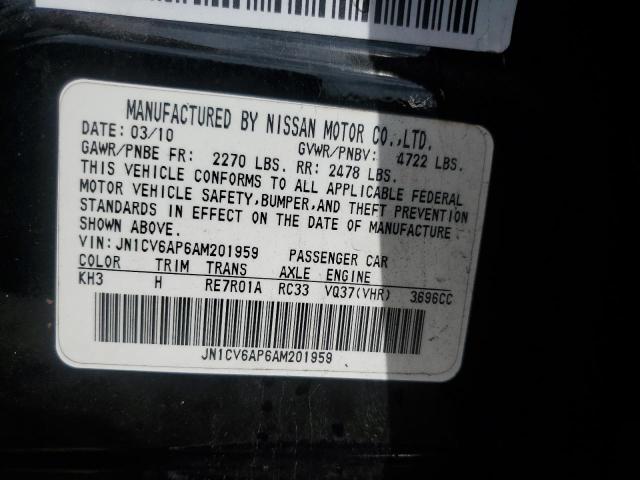 MANUFACTURED BY NISSAN MOTOR CO.,LTD.
DATE: 03/10 GVWR/PNBV: 4722 LBS.
GAWR/PNBE FR: 2270 LBS. RR: 2478 LBS.
THIS VEHICLE CONFORMS TO ALL APPLICABLE FEDERAL
MOTOR VEHICLE SAFETY,BUMPER,AND THEFT PREVENTION
STANDARDS IN EFFECT ON THE DATE OF MANUFACTURE
SHOWN ABOVE.
VIN:JN1CV6AP6AM201959 PASSENGER CAR
COLOR TRIM TRANS AXLE ENGINE
KH3 H RE7R01A RC33 VQ37(VHR) 3696CC
JN1CV6AP6AM201959